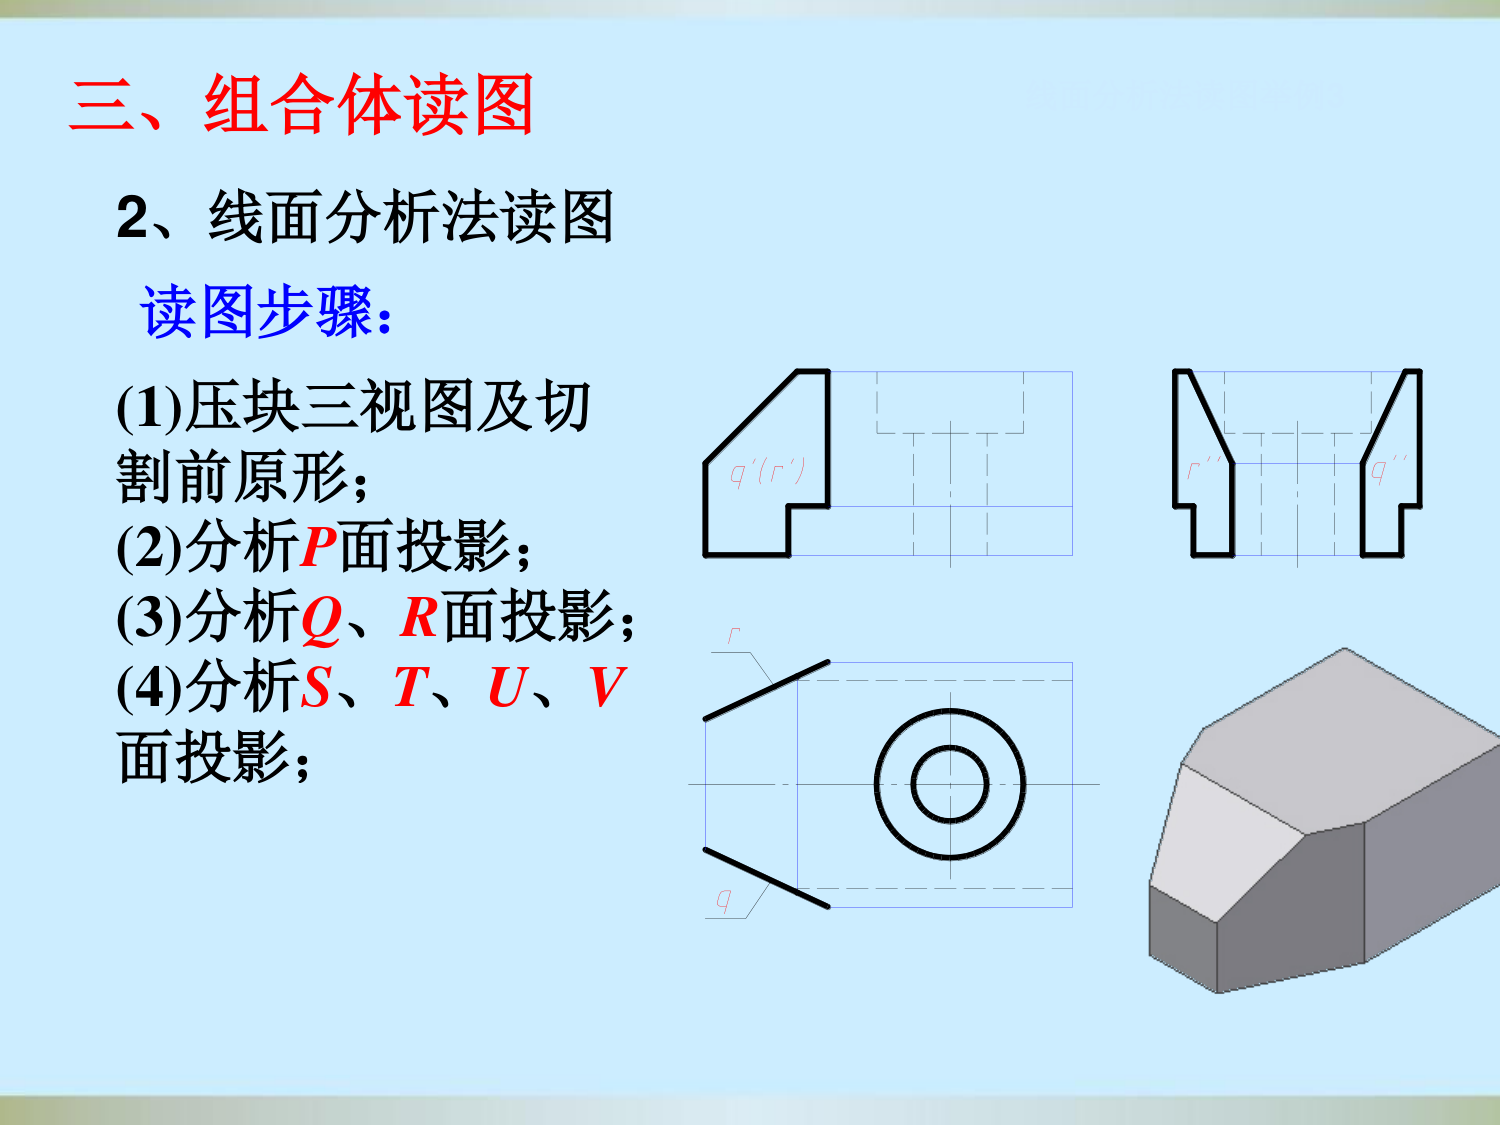 三、组合体读图
2、线面分析法读图
读图步骤：
(1)压块三视图及切
割前原形；
(2)分析P面投影；
(3)分析Q、R面投影；
(4)分析S、T、U、V
面投影；
q'(r')
r''
q''
r
q